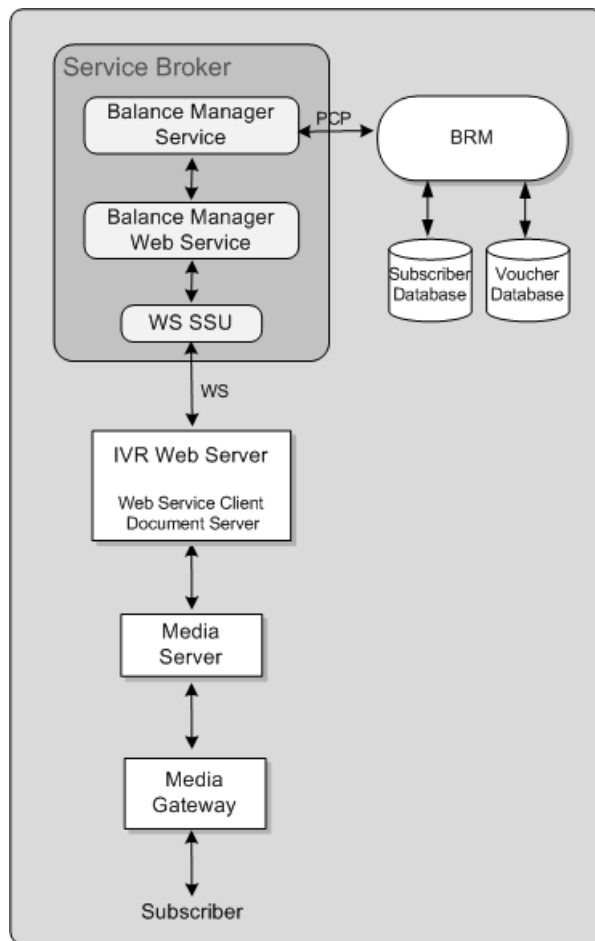 Service Broker
Balance Manager
Service
PCP
BRM
Balance Manager
Web Service
Subscriber
Database
Voucher
Database
WS SSU
WS
IVR Web Server
Web Service Client
Document Server
Media
Server
Media
Gateway
Subscriber